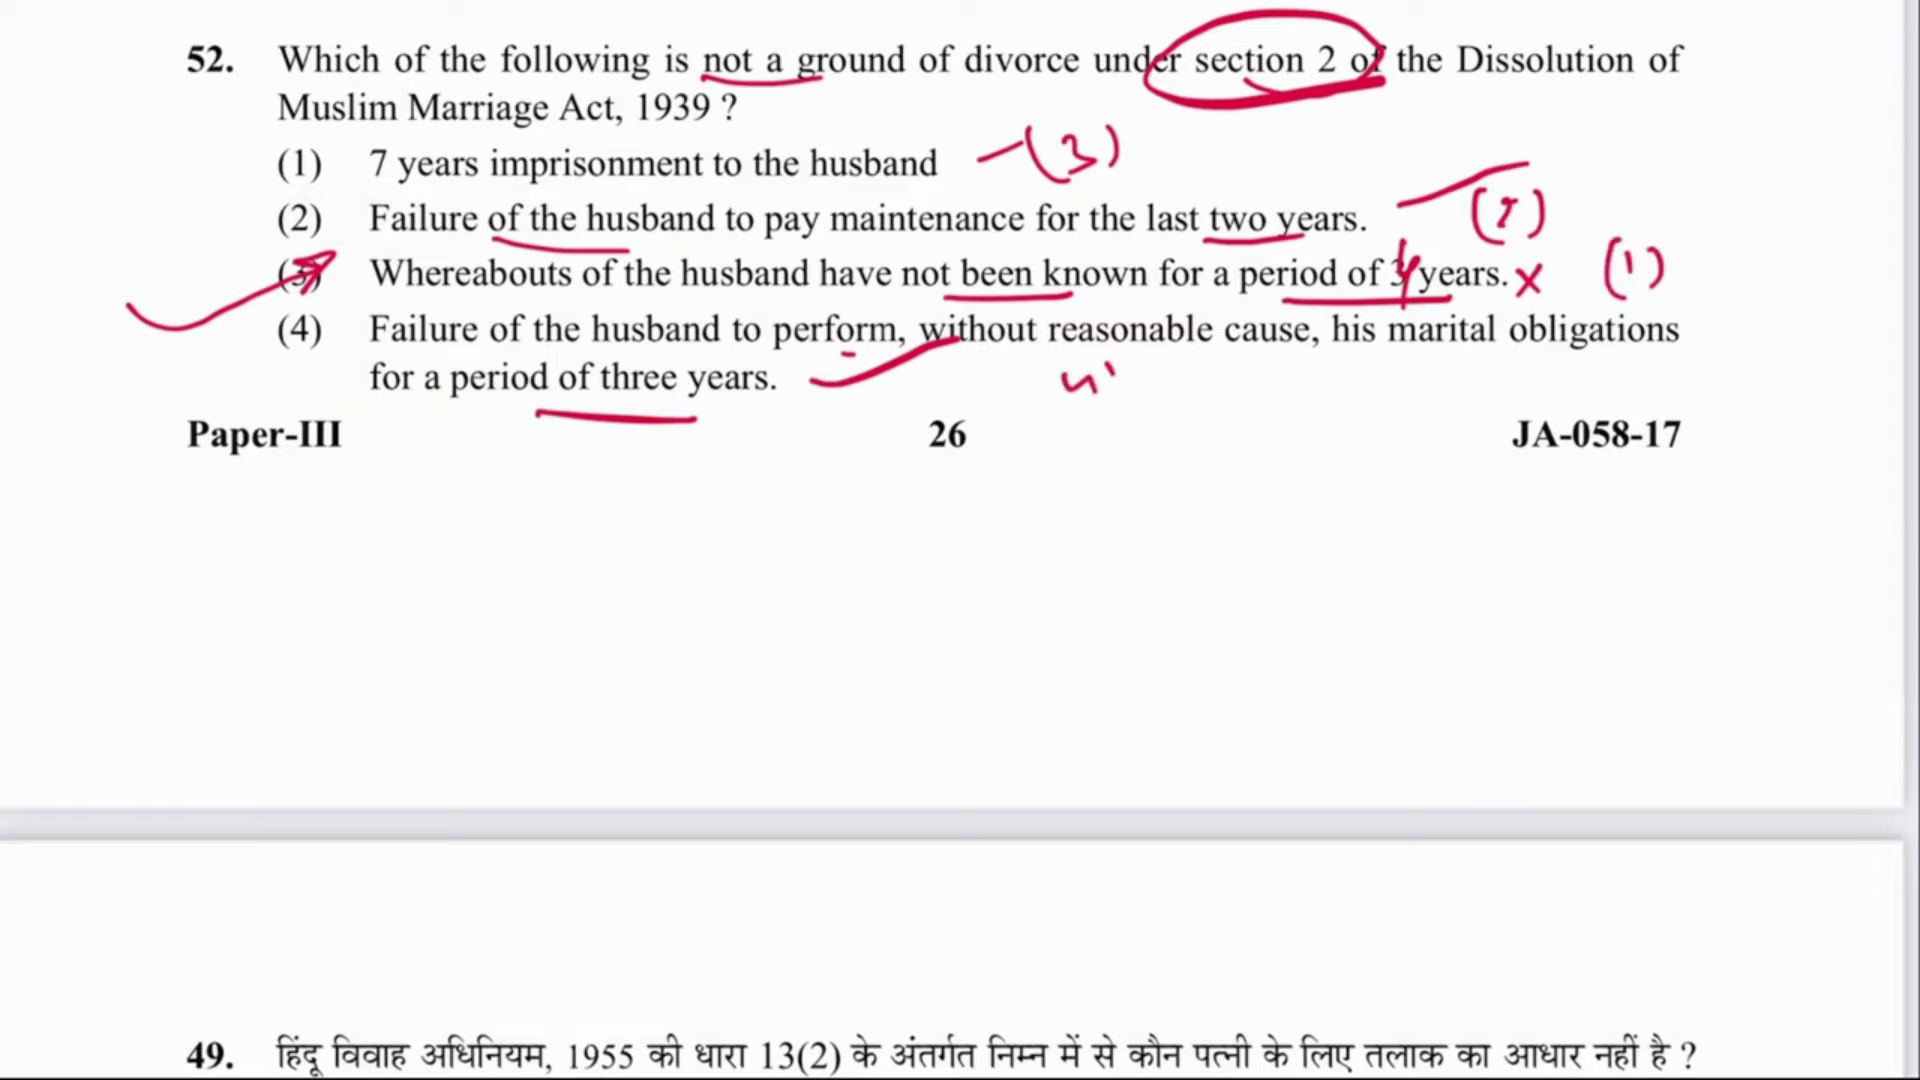 52. Which of the following is not a ground of divorce under section 2 of the Dissolution of
Muslim Marriage Act, 1939 ?
(1) 7 years imprisonment to the husband (3)
(2) Failure of the husband to pay maintenance for the last two years.
(3) Whereabouts of the husband have not been known for a period of 3 4 years. x (1)
(4) Failure of the husband to perform, without reasonable cause, his marital obligations
for a period of three years.
Paper-III 26 JA-058-17
49. हिंदू विवाह अधिनियम, 1955 की धारा 13(2) के अंतर्गत निम्न में से कौन पत्नी के लिए तलाक का आधार नहीं है ?